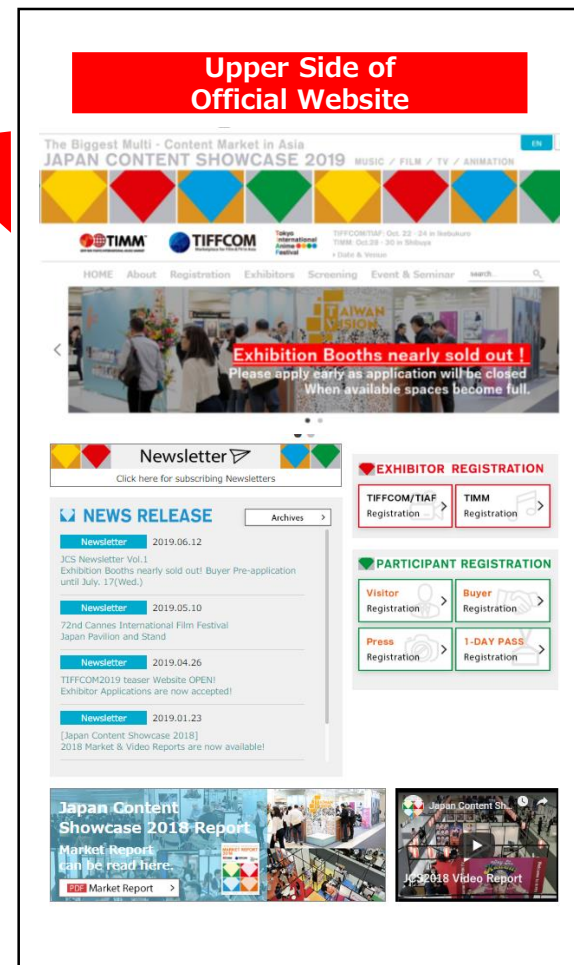 Upper Side of
Official Website
The Biggest Multi - Content Market in Asia
EN
JAPAN CONTENT SHOWCASE 2019 MUSIC / FILM / TV / ANIMATION
TIMM
TIFFCOM
Tokyo
International
Anime
Festival
TIFFCOM/TIAF: Oct. 22 - 24 in Ikebukuro
TIMM: Oct.28 - 30 in Shibuya
› Date & Venue
HOME About Registration Exhibitors Screening Event & Seminar search
TAIWAN
VISION
Exhibition Booths nearly sold out !
Please apply early as application will be closed
When available spaces become full.
Newsletter
Click here for subscribing Newsletters
NEWS RELEASE
Archives >
Newsletter 2019.06.12
JCS Newsletter Vol.1
Exhibition Booths nearly sold out! Buyer Pre-application
until July. 17(Wed.)
Newsletter 2019.05.10
72nd Cannes International Film Festival
Japan Pavilion and Stand
Newsletter 2019.04.26
TIFFCOM2019 teaser Website OPEN!
Exhibitor Applications are now accepted!
Newsletter 2019.01.23
[Japan Content Showcase 2018]
2018 Market & Video Reports are now available!
EXHIBITOR REGISTRATION
TIFFCOM/TIAF
Registration
TIMM
Registration
PARTICIPANT REGISTRATION
Visitor
Registration
Buyer
Registration
Press
Registration
1-DAY PASS
Registration
Japan Content
Showcase 2018 Report
Market Report
can be read here.
PDF Market Report >
MARKET REPORT
2018
Japan Content Sh...
JCS2018 Video Report